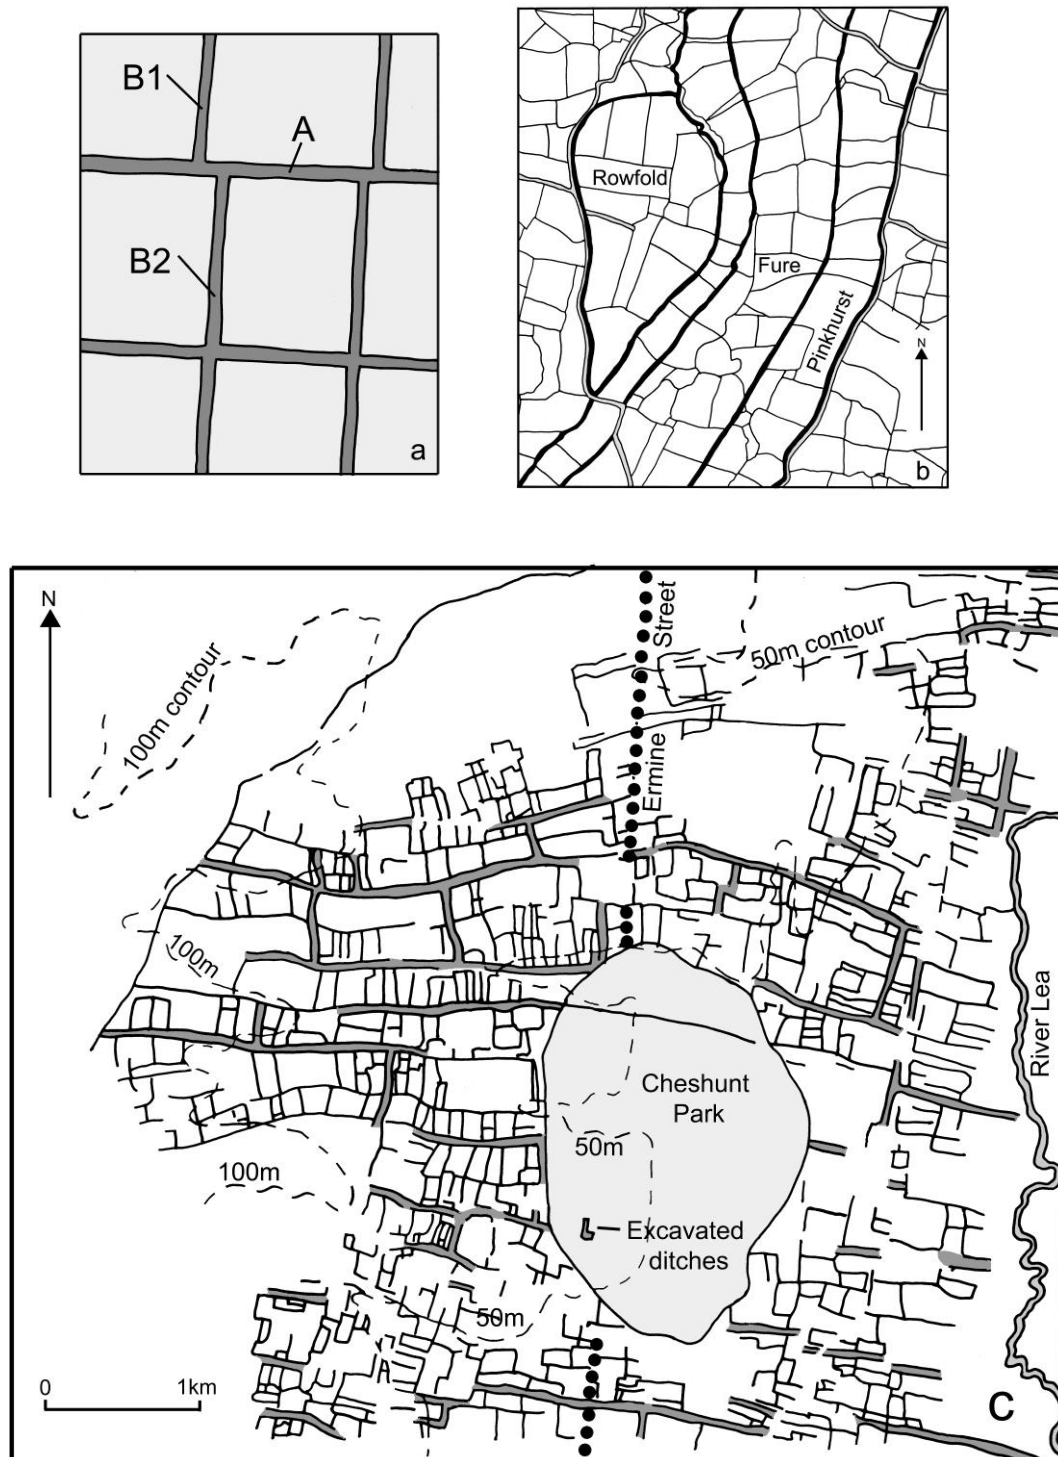 B1
A
B2
a
Rowfold
Fure
Pinkhurst
N
b
N
100m contour
Ermine Street
50m contour
100m
River Lea
Cheshunt
Park
50m
100m
Excavated
ditches
50m
0 1km
C